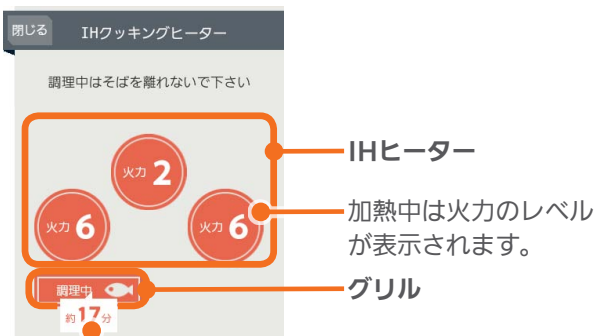 閉じる
IHクッキングヒーター
調理中はそばを離れないで下さい
火力 2
火力 6
火力 6
調理中
約17分
IHヒーター
加熱中は火力のレベル
が表示されます。
グリル